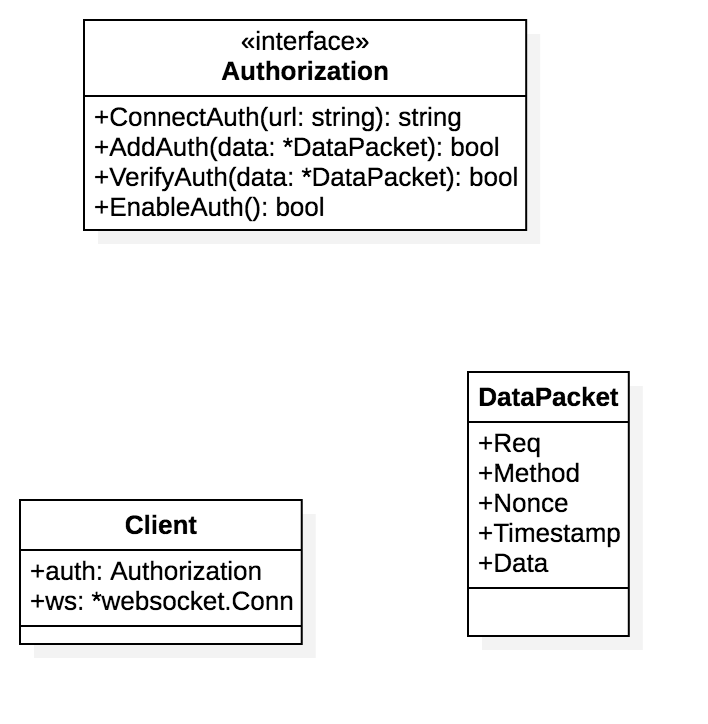 «interface»
Authorization
+ConnectAuth(url: string): string
+AddAuth(data: *DataPacket): bool
+VerifyAuth(data: *DataPacket): bool
+EnableAuth(): bool
DataPacket
+Req
+Method
+Nonce
+Timestamp
+Data
Client
+auth: Authorization
+ws: *websocket.Conn